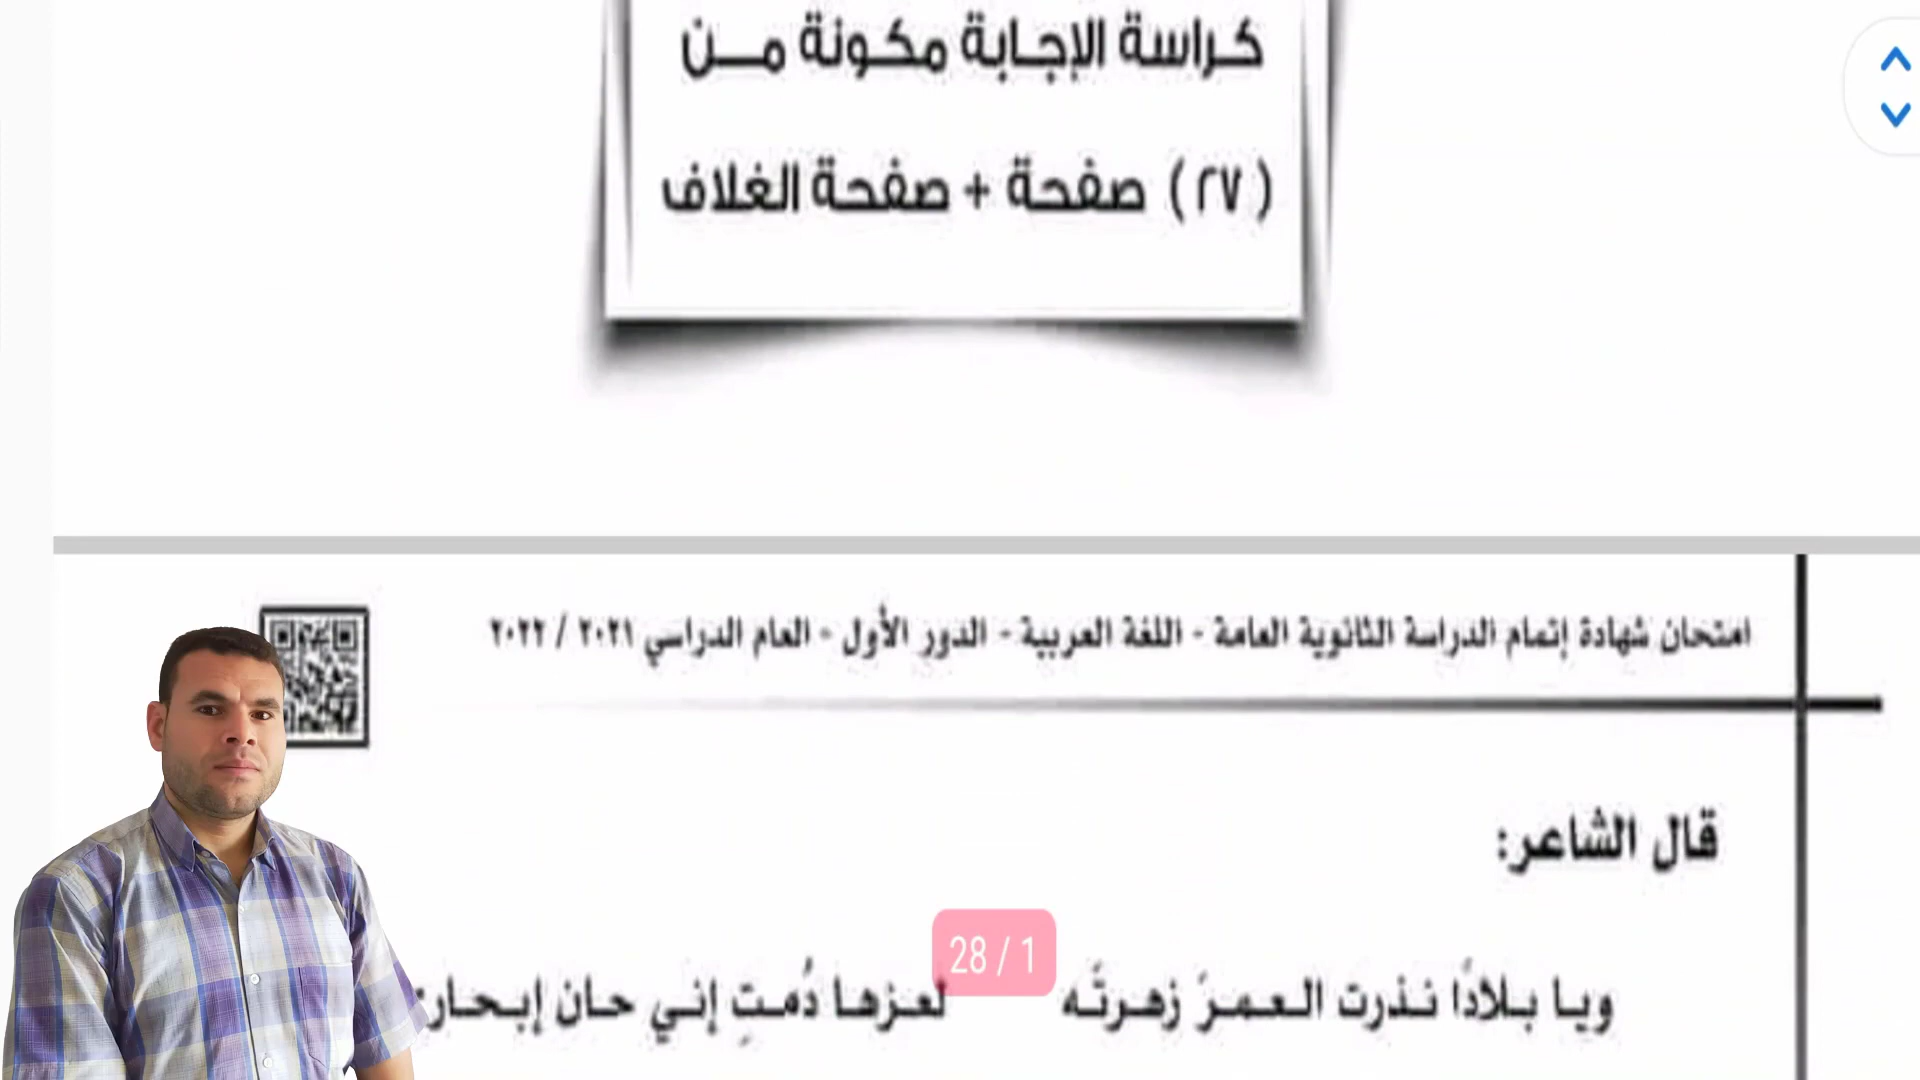 كراسة الإجابة مكونة من
(٢٧) صفحة + صفحة الغلاف
امتحان شهادة إتمام الدراسة الثانوية العامة - اللغة العربية - الدور الأول - العام الدراسي ٢٠٢١ / ٢٠٢٢
قال الشاعر:
28 / 1
ويا بلادًا نذرت العمرَ زهرتَه لعزها دُمتِ إني حان إبحاري